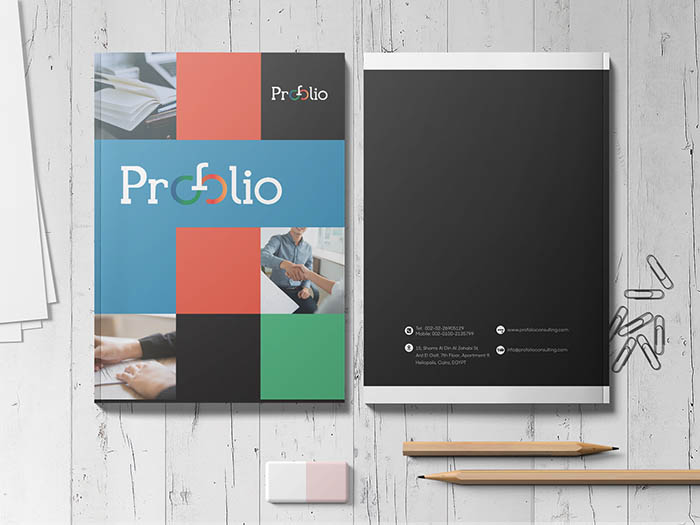 Profolio
Profolio
Tel: 002-02-26905129
Mobile: 002-0100-2135799
www.profolioconsulting.com
15, Shams Al Din Al Zahabi St.
Ard El Golf, 7th Floor, Apartment 9
Heliopolis, Cairo, EGYPT
info@profolioconsulting.com